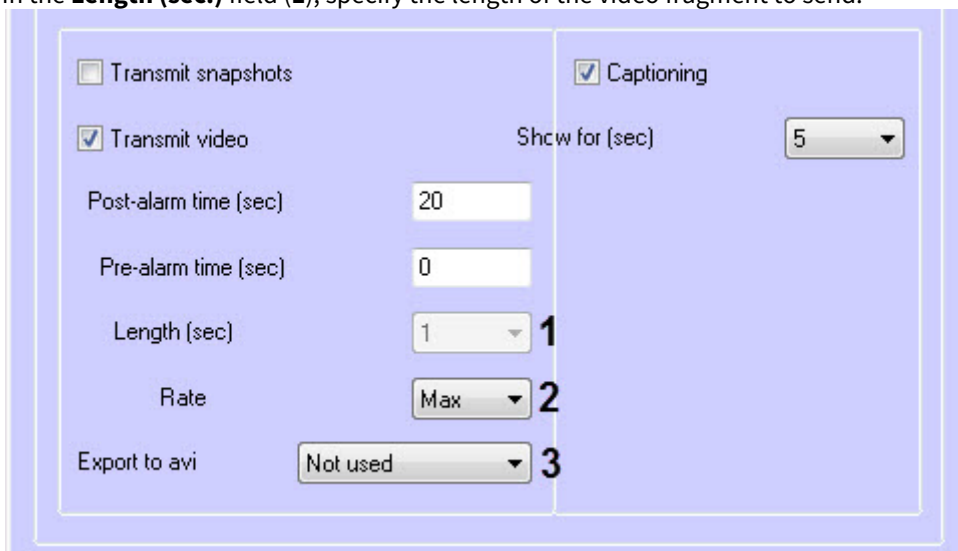 In the Length (sec.) field (1), specify the length of the video fragment to send.
Transmit snapshots
Captioning
Transmit video
Show for (sec)
5
Post-alarm time (sec)
20
Pre-alarm time (sec)
0
Length (sec)
1
1
Rate
Max
2
Export to avi
Not used
3